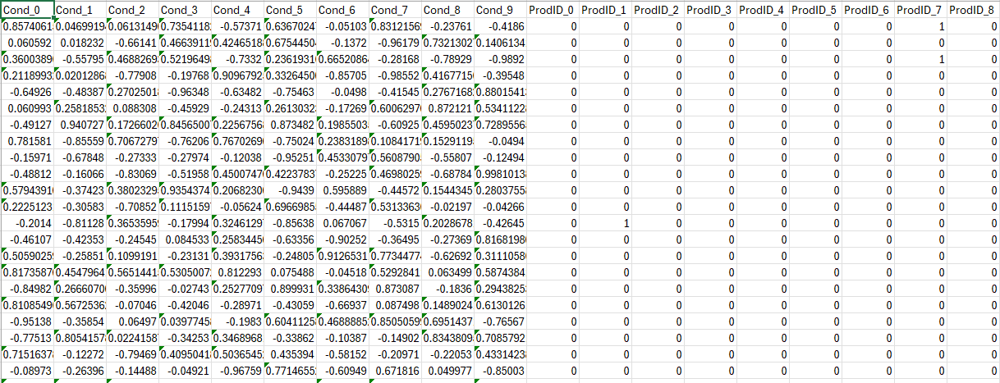 Cond_0 Cond_1 Cond_2 Cond_3 Cond_4 Cond_5 Cond_6 Cond_7 Cond_8 Cond_9 ProdID_0 ProdID_1 ProdID_2 ProdID_3 ProdID_4 ProdID_5 ProdID_6 ProdID_7 ProdID_8
0.8574061 0.0469919 0.0613149 0.7354118 -0.57371 0.6367024 -0.05103 0.8312156 -0.23761 -0.4186 0 0 0 0 0 0 0 1 0
0.060592 0.018232 -0.66141 0.4663911 0.4246518 0.6754450 -0.1372 -0.96179 0.7321302 0.1406134 0 0 0 0 0 0 0 0 0
0.3600389 -0.55795 0.4688269 0.5219649 -0.7332 0.2361931 0.6652086 -0.28168 -0.78929 -0.9892 0 0 0 0 0 0 0 1 0
0.2118993 0.0201286 -0.77908 -0.19768 0.9096792 0.3326450 -0.85705 -0.98552 0.4167715 -0.39548 0 0 0 0 0 0 0 0 0
-0.64926 -0.48387 0.2702501 -0.96348 -0.63482 -0.75463 -0.0498 -0.41545 0.2767168 0.8801541 0 0 0 0 0 0 0 0 0
0.060993 0.2581853 0.088308 -0.45929 -0.24313 0.2613032 -0.17269 0.6006297 0.872121 0.5341122 0 0 0 0 0 0 0 0 0
-0.49127 0.940727 0.1726602 0.8456500 0.2256756 0.873482 0.1985503 -0.60925 0.4595023 0.7289556 0 0 0 0 0 0 0 0 0
0.781581 -0.85559 0.7067279 -0.76206 0.7670269 -0.75024 0.2383189 0.1084171 0.1529119 -0.0494 0 0 0 0 0 0 0 0 0
-0.15971 -0.67848 -0.27333 -0.27974 -0.12038 -0.95251 0.4533079 0.5608790 -0.55807 -0.12494 0 0 0 0 0 0 0 0 0
-0.48812 -0.16066 -0.83069 -0.51958 0.4500747 0.4223783 -0.25225 0.4698025 -0.68784 0.9981013 0 0 0 0 0 0 0 0 0
0.5794391 -0.37423 0.3802329 0.9354374 0.2068230 -0.9439 0.595889 -0.44572 0.1544345 0.2803755 0 0 0 0 0 0 0 0 0
0.2225123 -0.30583 -0.70852 0.1115159 -0.05624 0.6966985 -0.44487 0.5313363 -0.02197 -0.04266 0 0 0 0 0 0 0 0 0
-0.2014 -0.81128 0.3653595 -0.17994 0.3246129 -0.85638 0.067067 -0.5315 0.2028678 -0.42645 0 1 0 0 0 0 0 0 0
-0.46107 -0.42353 -0.24545 0.084533 0.2583445 -0.63356 -0.90252 -0.36495 -0.27369 0.8168198 0 0 0 0 0 0 0 0 0
0.5059025 -0.25851 0.1099191 -0.23131 0.3931756 -0.24805 0.9126531 0.7734477 -0.62692 0.3111058 0 0 0 0 0 0 0 0 0
0.8173587 0.4547964 0.5651441 0.5305007 0.812293 0.075488 -0.04518 0.5292841 0.063499 0.5874384 0 0 0 0 0 0 0 0 0
-0.84982 0.2666070 -0.35996 -0.02743 0.2527709 0.899931 0.3386430 0.873087 -0.1836 0.2943825 0 0 0 0 0 0 0 0 0
0.8108549 0.5672536 -0.07046 -0.42046 -0.28971 -0.43059 -0.66937 0.087498 0.1489024 0.6130126 0 0 0 0 0 0 0 0 0
-0.95138 -0.35854 0.06497 0.0397745 -0.1983 0.6041125 0.4688885 0.8505059 0.6951437 -0.76567 0 0 0 0 0 0 0 0 0
-0.77513 0.8054157 0.0224158 -0.34253 0.3468968 -0.33862 -0.10387 -0.14902 0.8343809 0.7085792 0 0 0 0 0 0 0 0 0
0.7151637 -0.12272 -0.79469 0.4095041 0.5036545 0.435394 -0.58152 -0.20971 -0.22053 0.4331423 0 0 0 0 0 0 0 0 0
-0.08973 -0.26396 -0.14488 -0.04921 -0.96759 0.7714655 -0.60949 0.671816 0.049977 -0.85003 0 0 0 0 0 0 0 0 0